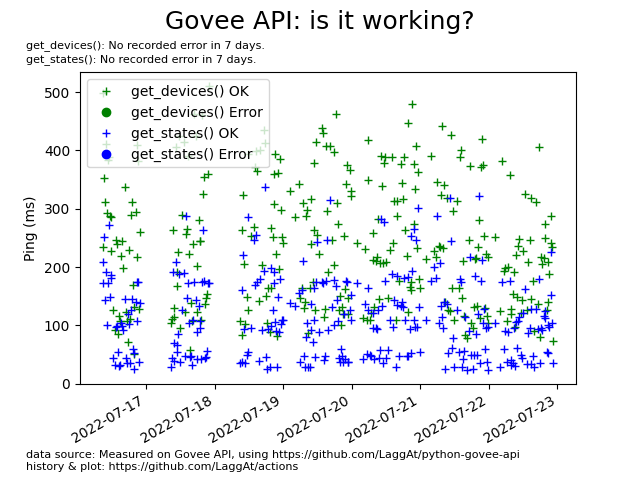 Govee API: is it working?
get_devices(): No recorded error in 7 days.
get_states(): No recorded error in 7 days.
get_devices() OK
get_devices() Error
get_states() OK
get_states() Error
Ping (ms)
500
400
300
200
100
0
2022-07-17
2022-07-18
2022-07-19
2022-07-20
2022-07-21
2022-07-22
2022-07-23
data source: Measured on Govee API, using https://github.com/LaggAt/python-govee-api
history & plot: https://github.com/LaggAt/actions